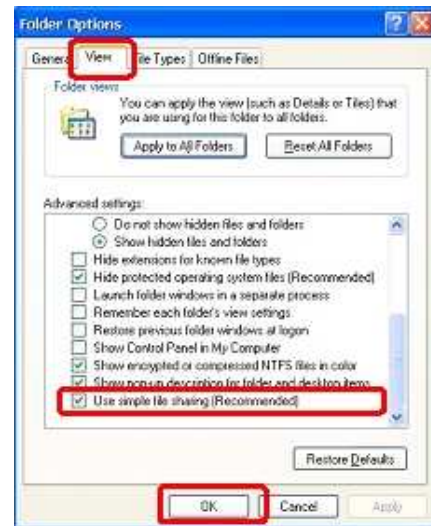 Folder Options
General View File Types Offline Files
Folder views
You can apply the view (such as Details or Tiles) that
you are using for this folder to all folders.
Apply to All Folders Reset All Folders
Advanced settings:
Do not show hidden files and folders
Show hidden files and folders
Hide extensions for known file types
Hide protected operating system files (Recommended)
Launch folder windows in a separate process
Remember each folder's view settings
Restore previous folder windows at logon
Show Control Panel in My Computer
Show encrypted or compressed NTFS files in color
Show pop-up description for folder and desktop items
Use simple file sharing (Recommended)
Restore Defaults
OK Cancel Apply